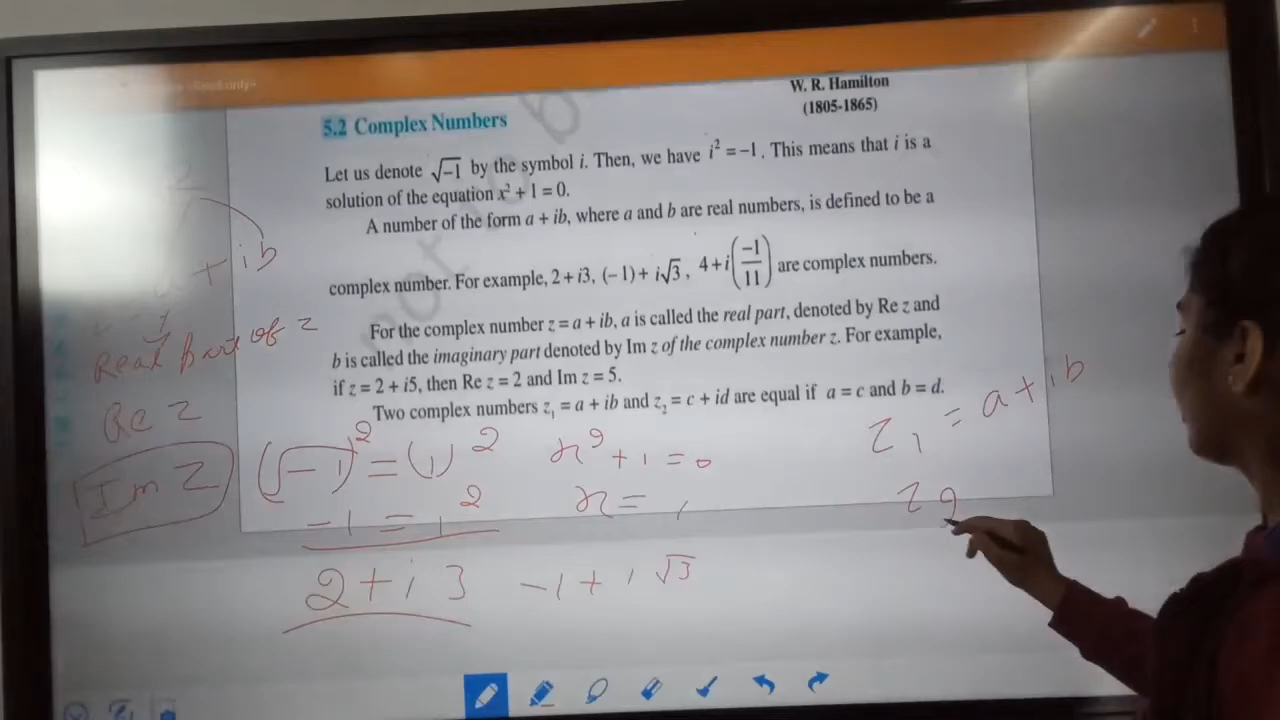 W. R. Hamilton
(1805-1865)
5.2 Complex Numbers
Let us denote √-1 by the symbol i. Then, we have i² = -1. This means that i is a
solution of the equation x² + 1 = 0.
A number of the form a + ib, where a and b are real numbers, is defined to be a
complex number. For example, 2 + i3, (-1) + i√3, 4 + i(-1/11) are complex numbers.
For the complex number z = a + ib, a is called the real part, denoted by Re z and
b is called the imaginary part denoted by Im z of the complex number z. For example,
if z = 2 + i5, then Re z = 2 and Im z = 5.
Two complex numbers z₁ = a + ib and z₂ = c + id are equal if a = c and b = d.
not to b
+ ib
Real part of z
Re z
Im z
(√-1)² = (i)²
-1 = i²
2 + i 3
x² + 1 = 0
x = i
-1 + i √3
z₁ = a + ib
z₂